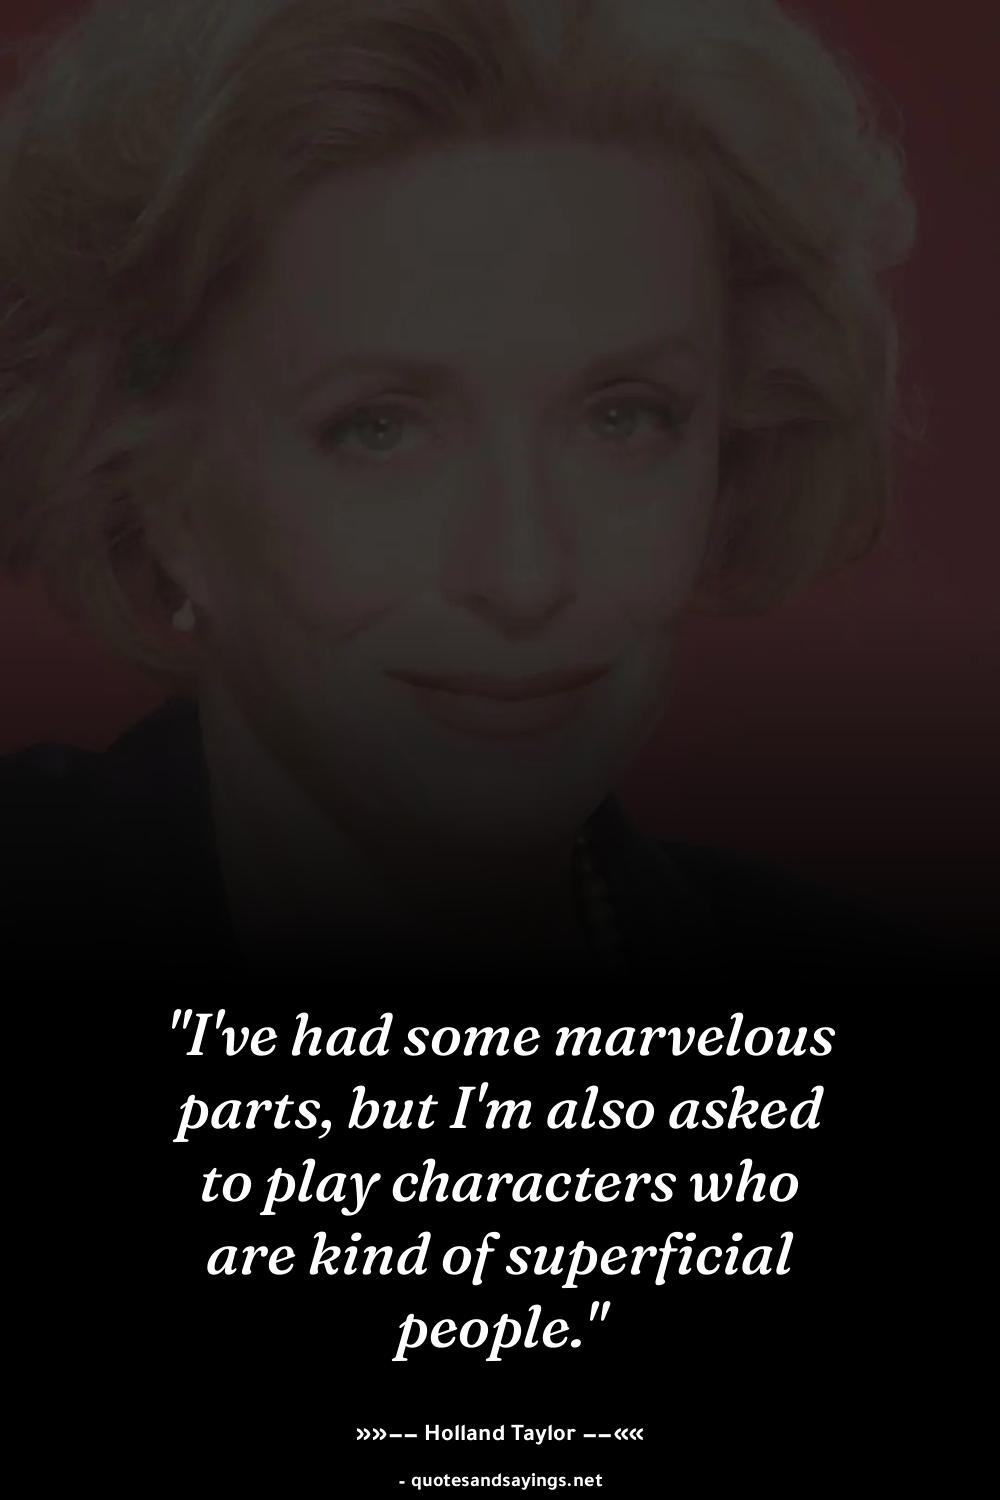 "I've had some marvelous
parts, but I'm also asked
to play characters who
are kind of superficial
people."
»»−− Holland Taylor −−««
- quotesandsayings.net